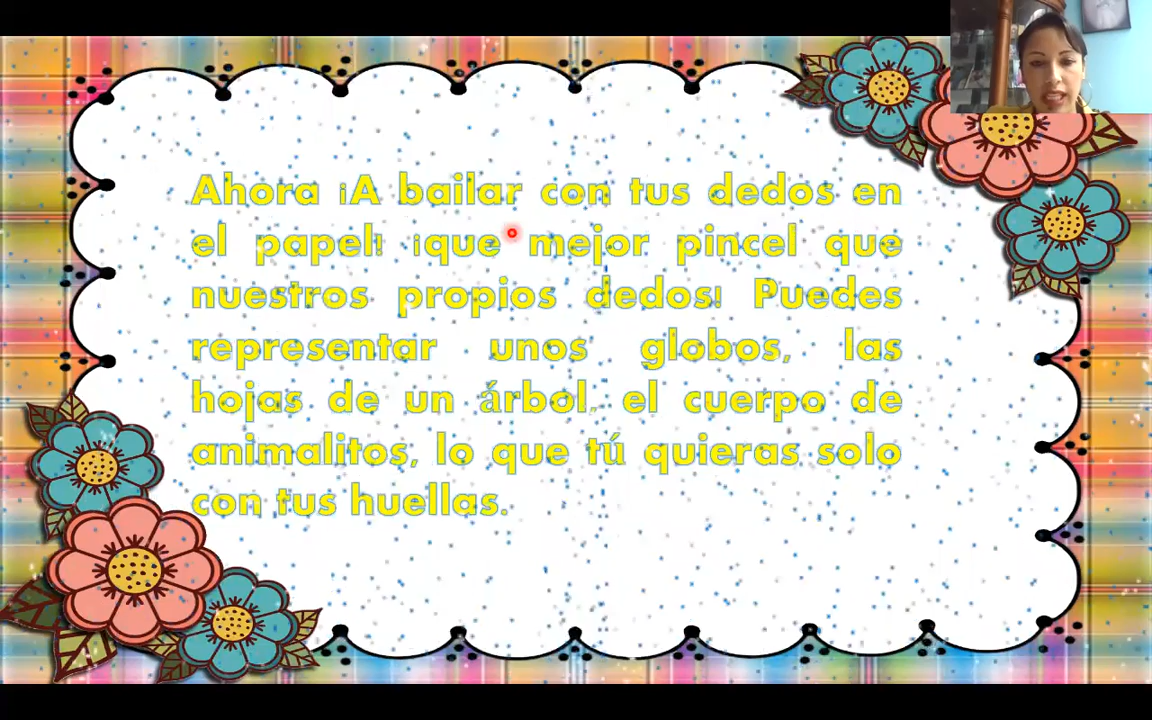 Ahora ¡A bailar con tus dedos en
el papel! ¡que mejor pincel que
nuestros propios dedos! Puedes
representar unos globos, las
hojas de un árbol, el cuerpo de
animalitos, lo que tú quieras solo
con tus huellas.